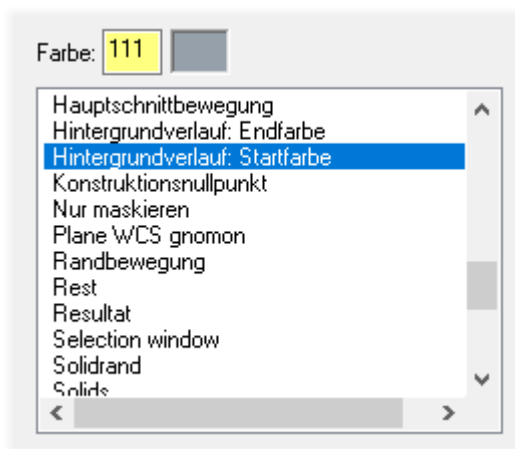 Farbe: 111
Hauptschnittbewegung
Hintergrundverlauf: Endfarbe
Hintergrundverlauf: Startfarbe
Konstruktionsnullpunkt
Nur maskieren
Plane WCS gnomon
Randbewegung
Rest
Resultat
Selection window
Solidrand
Solids